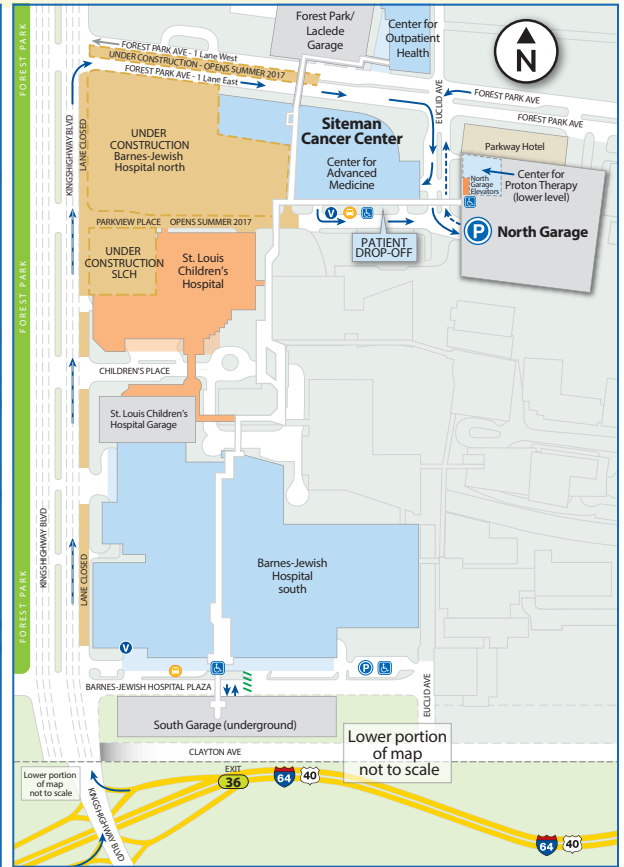 Forest Park/
Laclede
Garage
Center for
Outpatient
Health
N
FOREST PARK
FOREST PARK AVE - 1 Lane West
UNDER CONSTRUCTION - OPENS SUMMER 2017
FOREST PARK AVE - 1 Lane East
EUCLID AVE
FOREST PARK AVE
FOREST PARK AVE
KINGSHIGHWAY BLVD
LANE CLOSED
UNDER
CONSTRUCTION
Barnes-Jewish
Hospital north
Siteman
Cancer Center
Center for
Advanced
Medicine
Parkway Hotel
North
Garage
Elevators
Center for
Proton Therapy
(lower level)
V
P
North Garage
PARKVIEW PLACE OPENS SUMMER 2017
PATIENT
DROP-OFF
UNDER
CONSTRUCTION
SLCH
St. Louis
Children's
Hospital
FOREST PARK
CHILDREN'S PLACE
St. Louis Children's
Hospital Garage
KINGSHIGHWAY BLVD
LANE CLOSED
Barnes-Jewish
Hospital
south
FOREST PARK
V
P
BARNES-JEWISH HOSPITAL PLAZA
EUCLID AVE
South Garage (underground)
Lower portion
of map
not to scale
CLAYTON AVE
Lower portion
of map
not to scale
EXIT
36
64
40
KINGSHIGHWAY BLVD
64
40